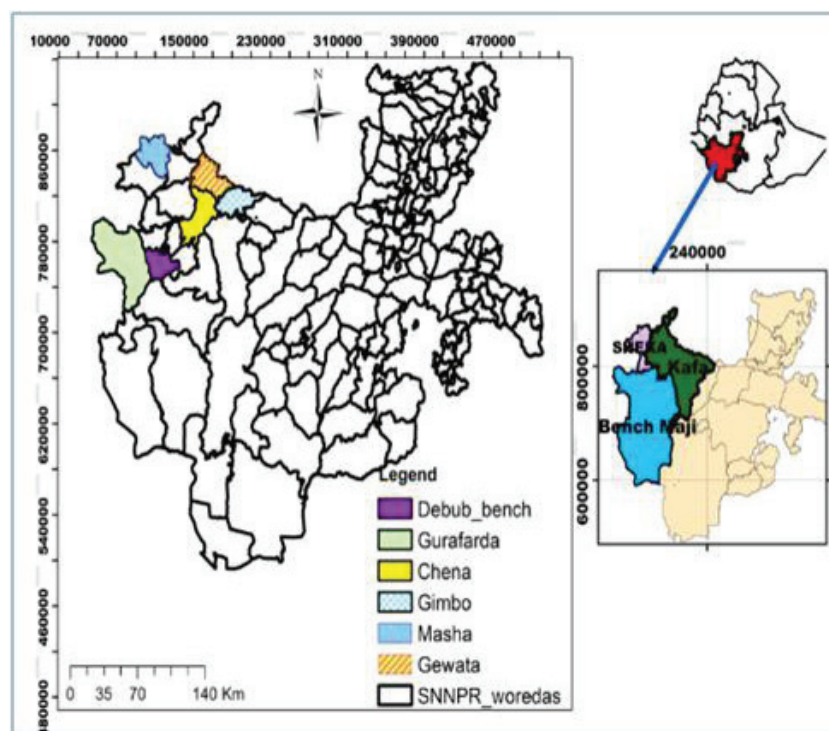 10000 70000 150000 230000 310000 390000 470000
N
860000
780000
700000
620000
540000
460000
380000
Legend
Debub_bench
Gurafarda
Chena
Gimbo
Masha
Gewata
SNNPR_woredas
0 35 70 140 Km
240000
800000
600000
SHEKA
Kafa
Bench Maji